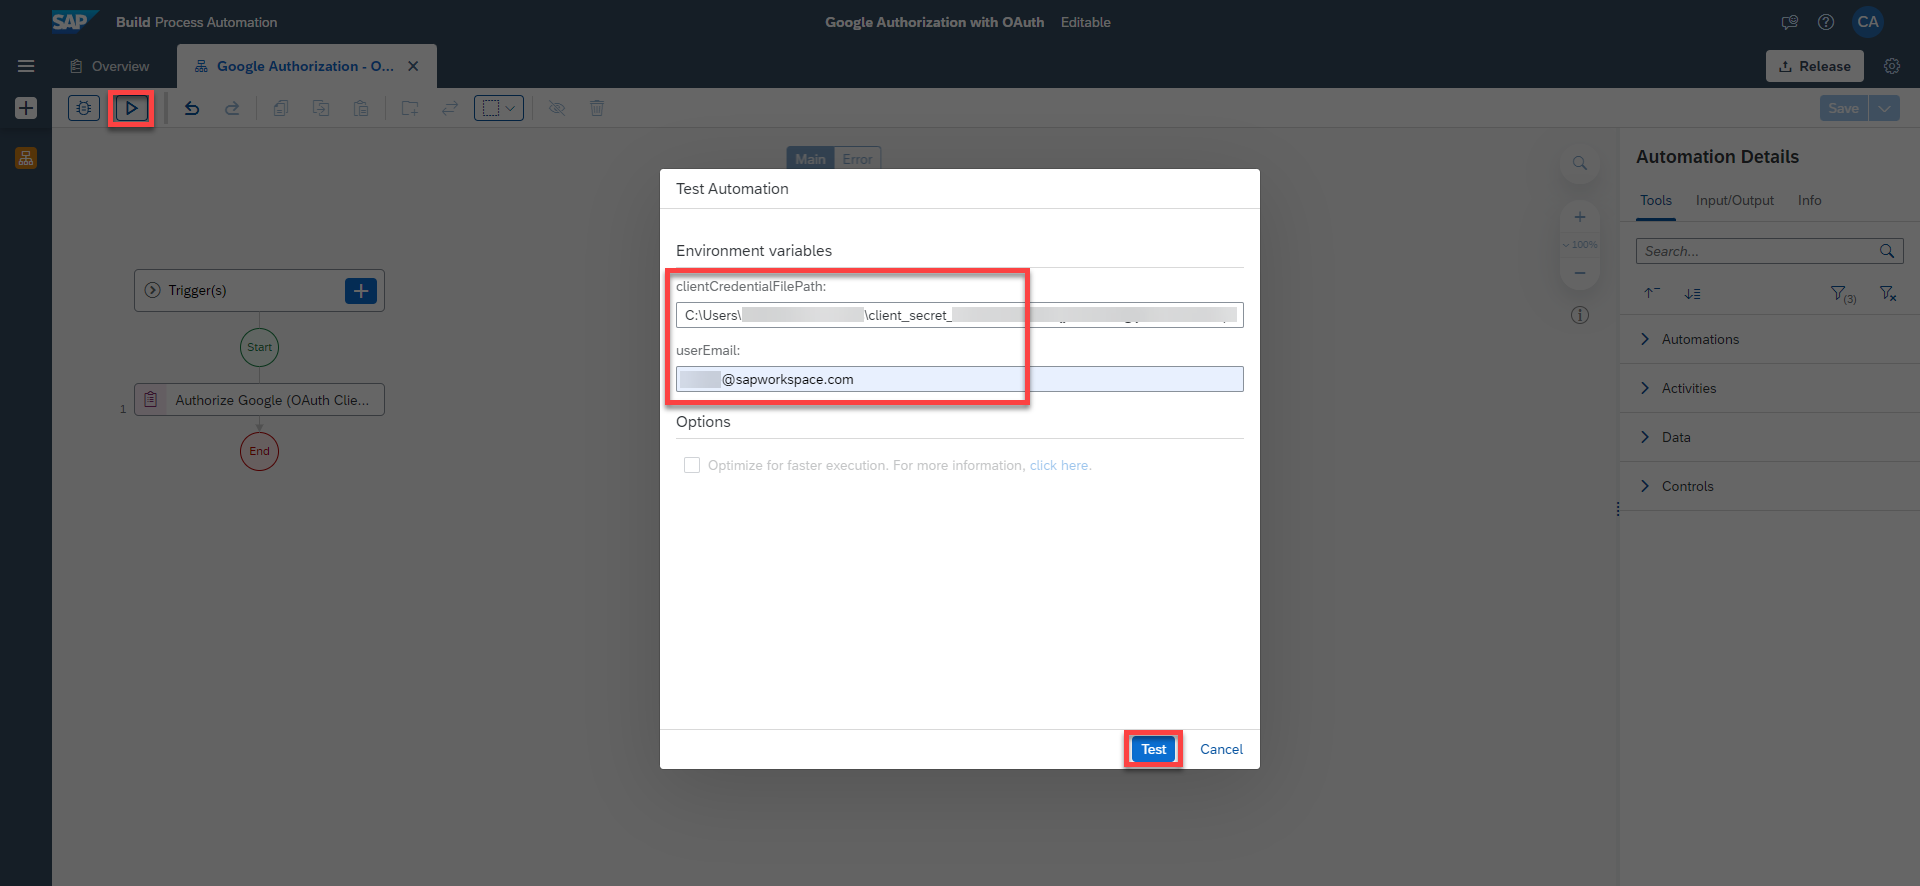 SAP Build Process Automation
Google Authorization with OAuth Editable
CA
Overview
Google Authorization - O...
Release
Save
Main Error
Automation Details
Tools Input/Output Info
Search...
(3)
Automations
Activities
Data
Controls
100%
Trigger(s)
Start
1
Authorize Google (OAuth Clie...
End
Test Automation
Environment variables
clientCredentialFilePath:
C:\Users\ \client_secret_
userEmail:
@sapworkspace.com
Options
Optimize for faster execution. For more information, click here.
Test Cancel